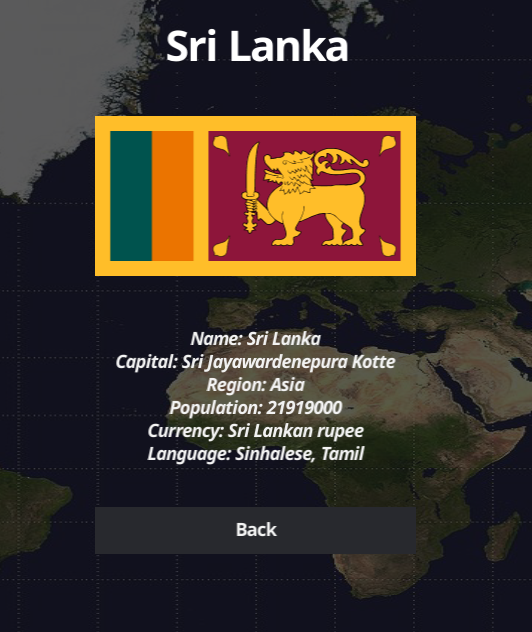 Sri Lanka
Name: Sri Lanka
Capital: Sri Jayawardenepura Kotte
Region: Asia
Population: 21919000
Currency: Sri Lankan rupee
Language: Sinhalese, Tamil
Back